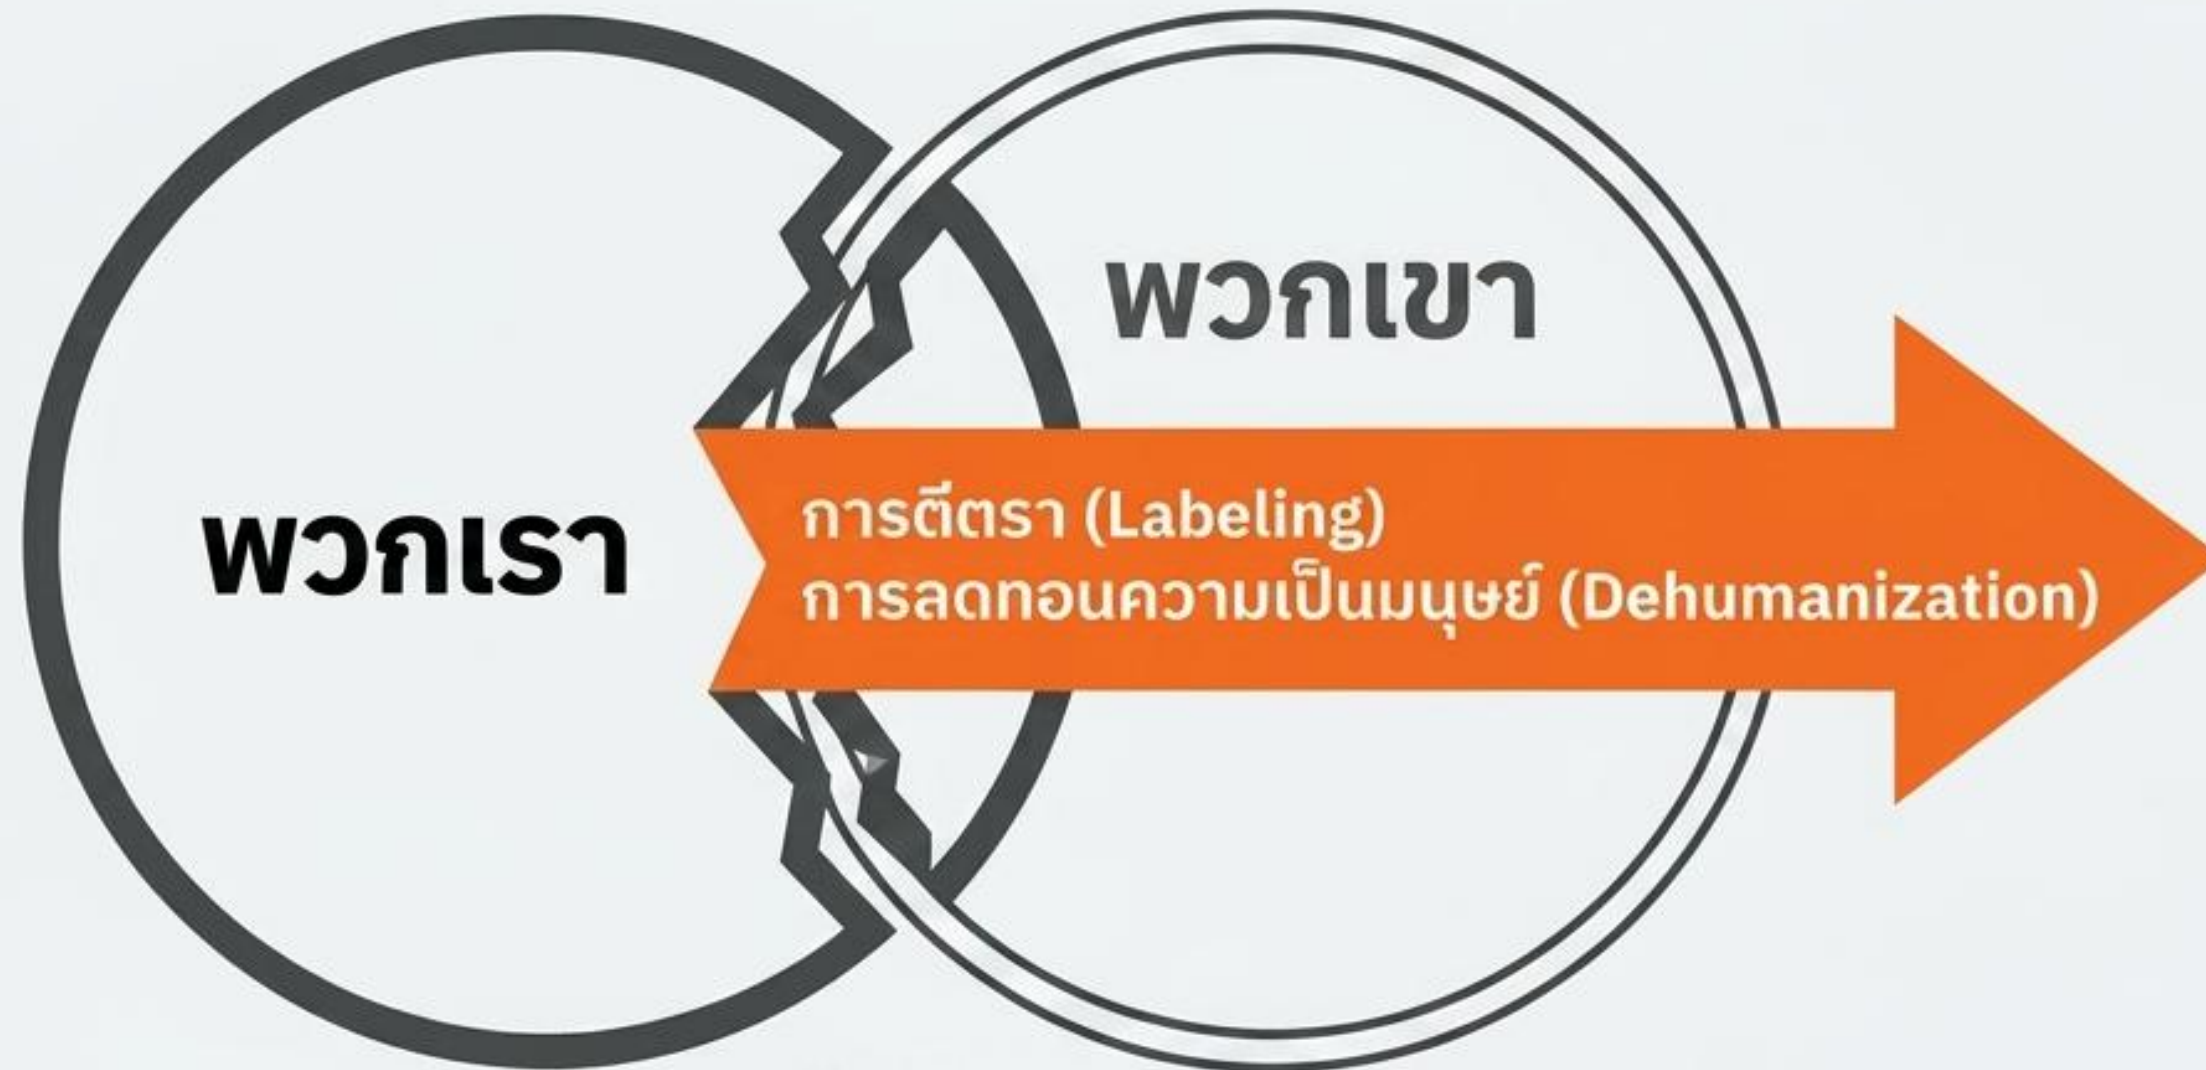 พวกเรา
พวกเขา
การตีตรา (Labeling)
การลดทอนความเป็นมนุษย์ (Dehumanization)